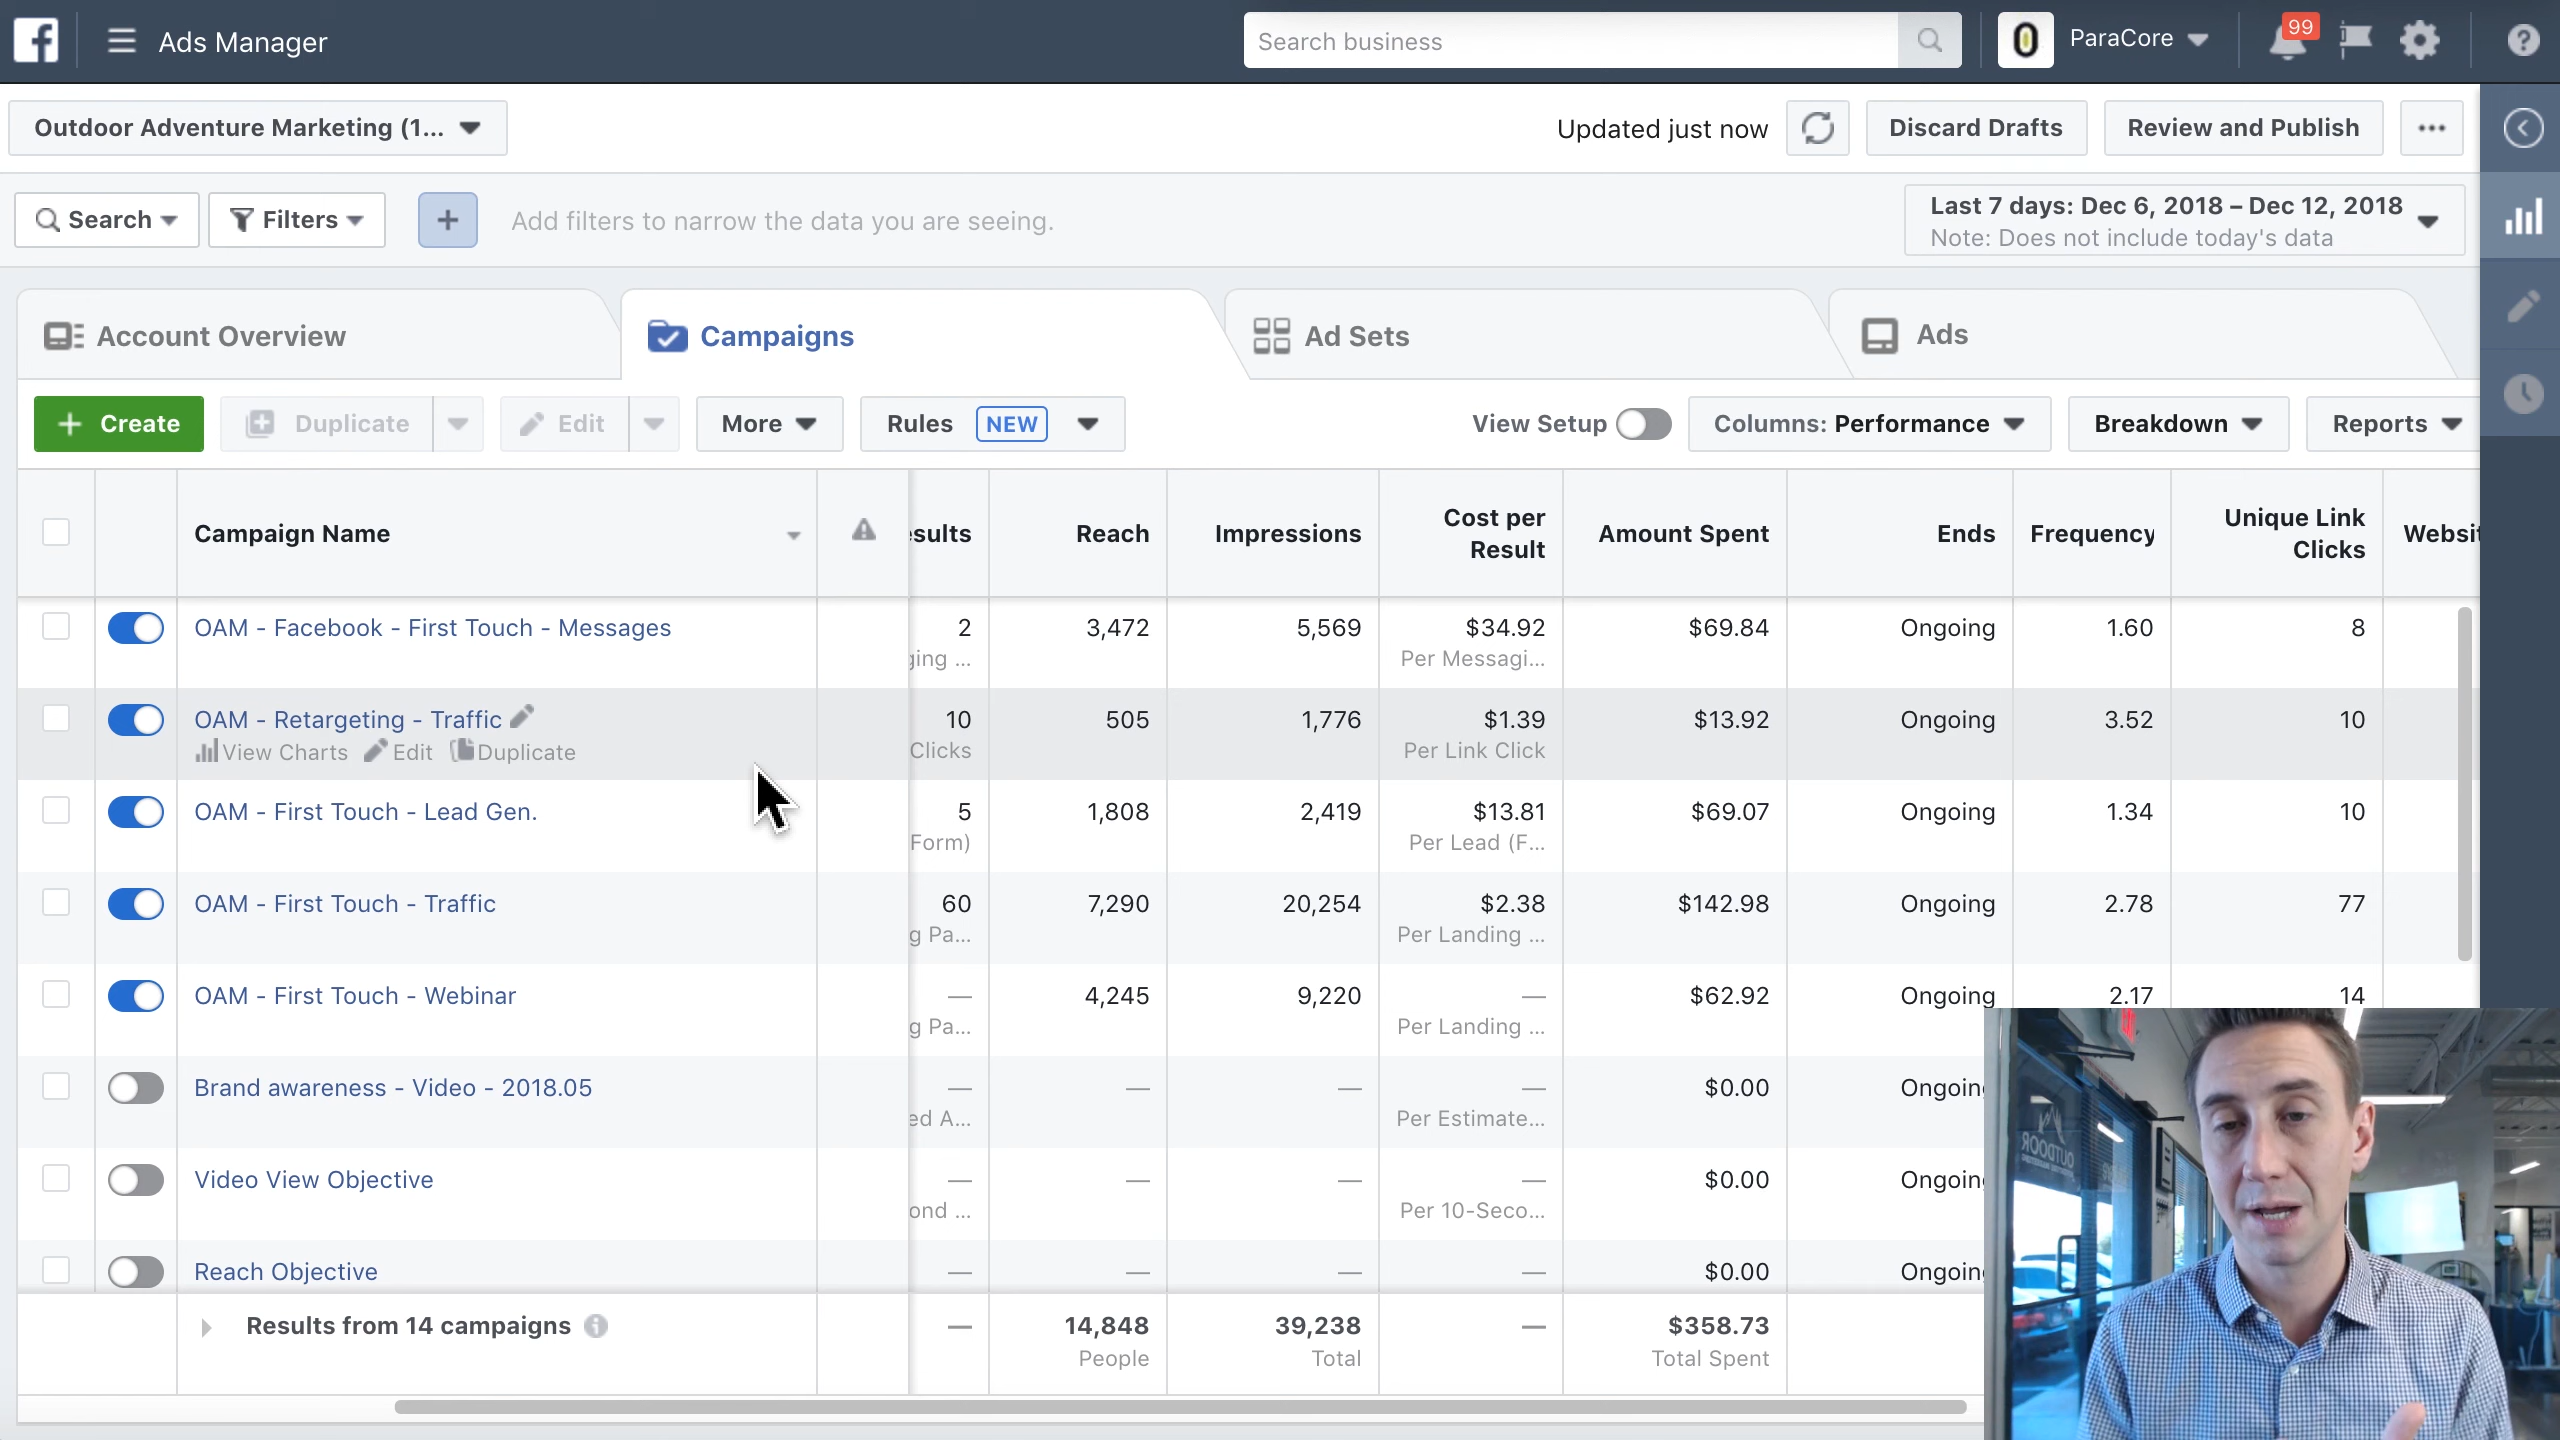 Ads Manager
Search business
ParaCore
99
Outdoor Adventure Marketing (1...
Updated just now
Discard Drafts
Review and Publish
Search
Filters
Add filters to narrow the data you are seeing.
Last 7 days: Dec 6, 2018 – Dec 12, 2018
Note: Does not include today's data
Account Overview
Campaigns
Ad Sets
Ads
+ Create
Duplicate
Edit
More
Rules NEW
View Setup
Columns: Performance
Breakdown
Reports
Campaign Name
esults
Reach
Impressions
Cost per
Result
Amount Spent
Ends
Frequency
Unique Link
Clicks
Websit
OAM - Facebook - First Touch - Messages 2 3,472 5,569 $34.92 $69.84 Ongoing 1.60 8
ging ... Per Messagi...
OAM - Retargeting - Traffic 10 505 1,776 $1.39 $13.92 Ongoing 3.52 10
View Charts Edit Duplicate Clicks Per Link Click
OAM - First Touch - Lead Gen. 5 1,808 2,419 $13.81 $69.07 Ongoing 1.34 10
Form) Per Lead (F...
OAM - First Touch - Traffic 60 7,290 20,254 $2.38 $142.98 Ongoing 2.78 77
g Pa... Per Landing ...
OAM - First Touch - Webinar — 4,245 9,220 — $62.92 Ongoing 2.17 14
g Pa... Per Landing ...
Brand awareness - Video - 2018.05 — — — — $0.00 Ongoin
ed A... Per Estimate...
Video View Objective — — — — $0.00 Ongoin
ond ... Per 10-Seco...
Reach Objective — — — — $0.00 Ongoin
Results from 14 campaigns — 14,848 39,238 — $358.73
People Total Total Spent
OUTDOOR